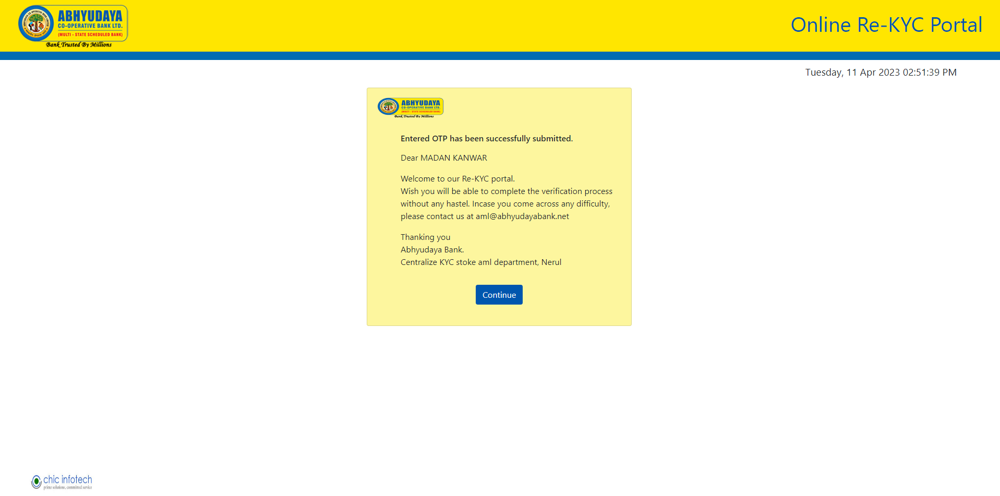 ABHYUDAYA
CO-OPERATIVE BANK LTD.
(MULTI - STATE SCHEDULED BANK)
Bank Trusted By Millions
Online Re-KYC Portal
Tuesday, 11 Apr 2023 02:51:39 PM
ABHYUDAYA
CO-OPERATIVE BANK LTD.
(MULTI - STATE SCHEDULED BANK)
Bank Trusted By Millions
Entered OTP has been successfully submitted.
Dear MADAN KANWAR
Welcome to our Re-KYC portal.
Wish you will be able to complete the verification process
without any hastel. Incase you come across any difficulty,
please contact us at aml@abhyudayabank.net
Thanking you
Abhyudaya Bank.
Centralize KYC stoke aml department, Nerul
Continue
chic infotech
prime solutions, committed service